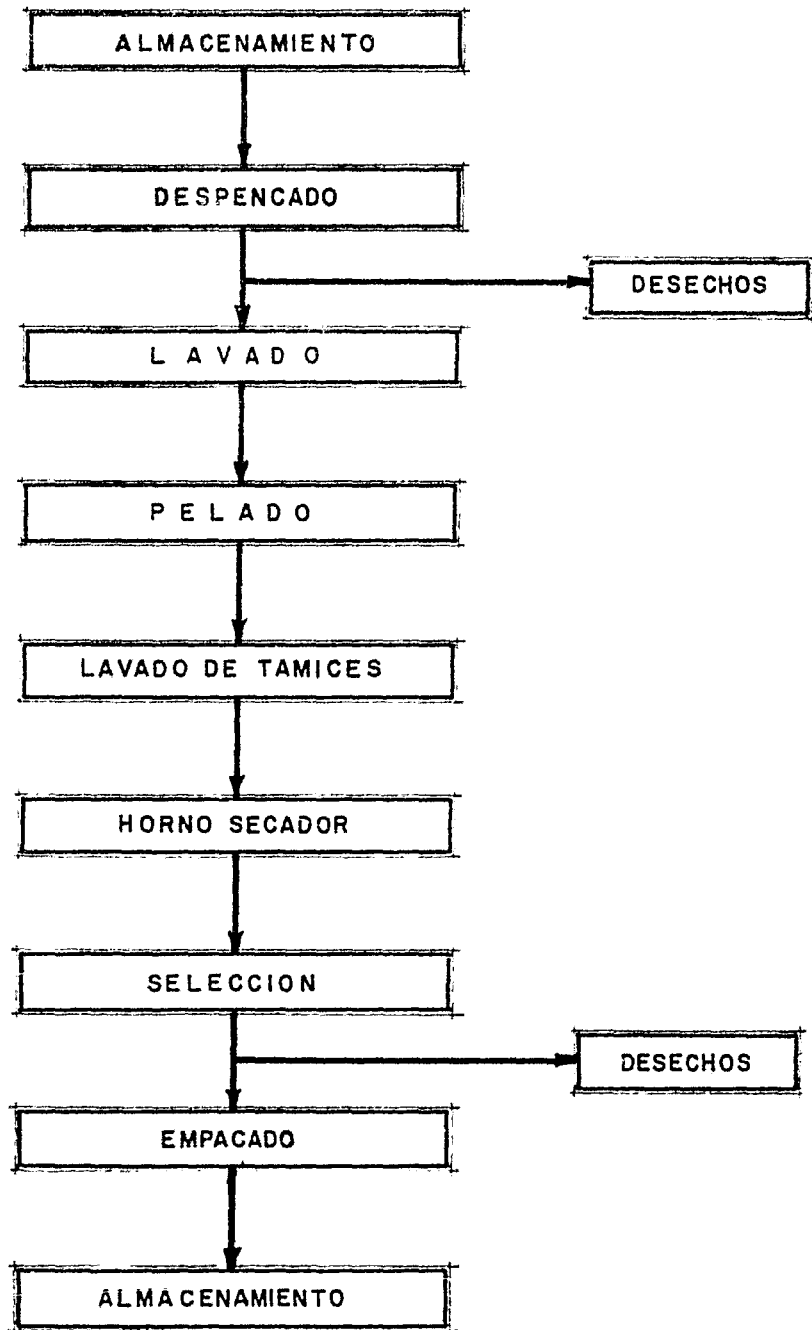 ALMACENAMIENTO
DESPENCADO
DESECHOS
LAVADO
PELADO
LAVADO DE TAMICES
HORNO SECADOR
SELECCION
DESECHOS
EMPACADO
ALMACENAMIENTO